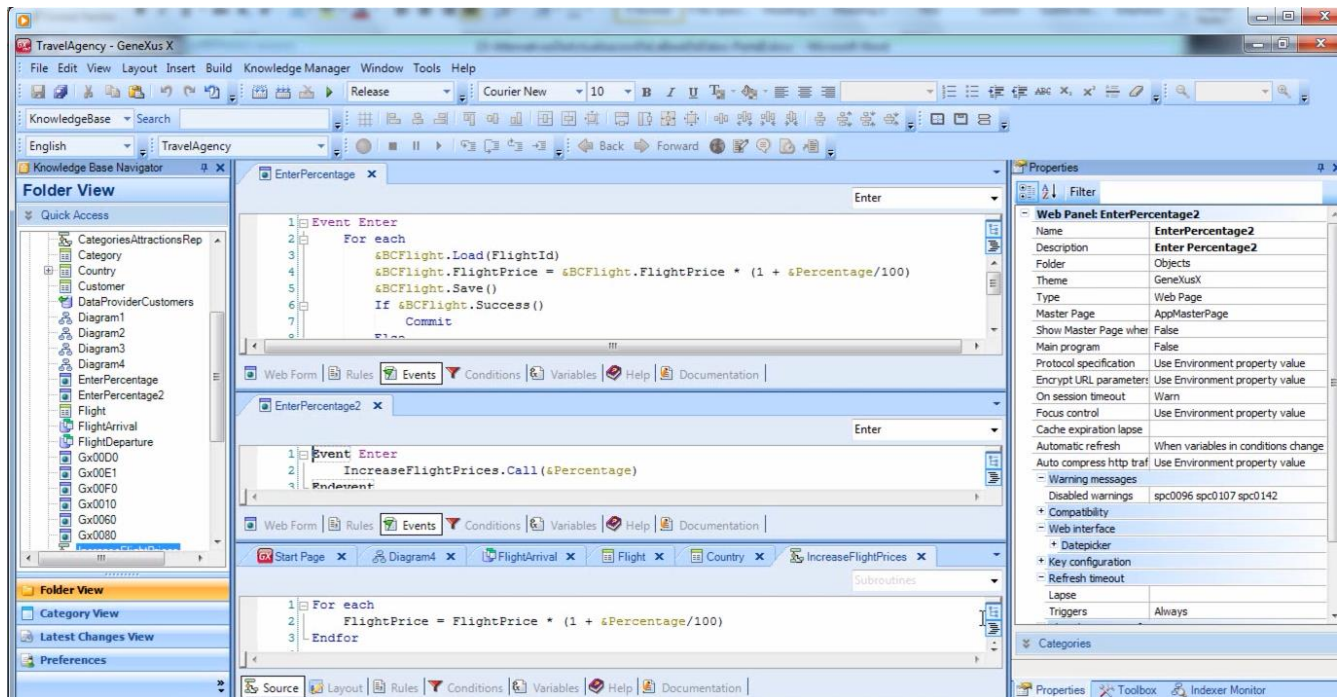 TravelAgency - GeneXus X
File Edit View Layout Insert Build Knowledge Manager Window Tools Help
Release Courier New 10 B I U ABC
KnowledgeBase Search
English TravelAgency Back Forward
Knowledge Base Navigator
Folder View
Quick Access
CategoriesAttractionsRep
Category
Country
Customer
DataProviderCustomers
Diagram1
Diagram2
Diagram3
Diagram4
EnterPercentage
EnterPercentage2
Flight
FlightArrival
FlightDeparture
Gx00D0
Gx00E1
Gx00F0
Gx0010
Gx0060
Gx0080
IncreaseFlightPrices
Folder View
Category View
Latest Changes View
Preferences
EnterPercentage
Enter
1 Event Enter
2 For each
3 &BCFlight.Load(FlightId)
4 &BCFlight.FlightPrice = &BCFlight.FlightPrice * (1 + &Percentage/100)
5 &BCFlight.Save()
6 If &BCFlight.Success()
7 Commit
8 Else
Web Form Rules Events Conditions Variables Help Documentation
EnterPercentage2
Enter
1 Event Enter
2 IncreaseFlightPrices.Call(&Percentage)
3 Endevent
Web Form Rules Events Conditions Variables Help Documentation
Start Page Diagram4 FlightArrival Flight Country IncreaseFlightPrices
Subroutines
1 For each
2 FlightPrice = FlightPrice * (1 + &Percentage/100)
3 Endfor
Source Layout Rules Conditions Variables Help Documentation
Properties
Filter
Web Panel: EnterPercentage2
Name EnterPercentage2
Description Enter Percentage2
Folder Objects
Theme GeneXusX
Type Web Page
Master Page AppMasterPage
Show Master Page wher False
Main program False
Protocol specification Use Environment property value
Encrypt URL parameters Use Environment property value
On session timeout Warn
Focus control Use Environment property value
Cache expiration lapse
Automatic refresh When variables in conditions change
Auto compress http traf Use Environment property value
Warning messages
Disabled warnings spc0096 spc0107 spc0142
Compatibility
Web interface
Datepicker
Key configuration
Refresh timeout
Lapse
Triggers Always
Categories
Properties Toolbox Indexer Monitor